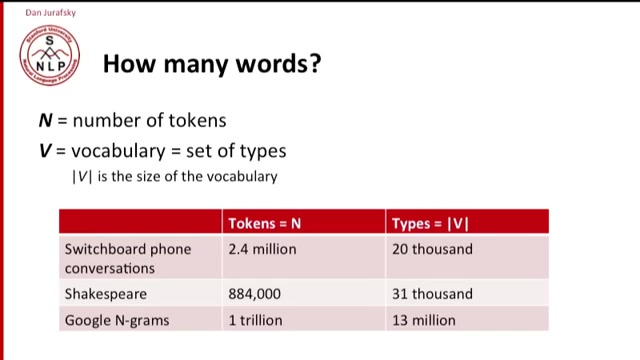 Dan Jurafsky
Stanford University
S
N L P
Natural Language Processing
How many words?
N = number of tokens
V = vocabulary = set of types
|V| is the size of the vocabulary
Tokens = N Types = |V|
Switchboard phone conversations 2.4 million 20 thousand
Shakespeare 884,000 31 thousand
Google N-grams 1 trillion 13 million